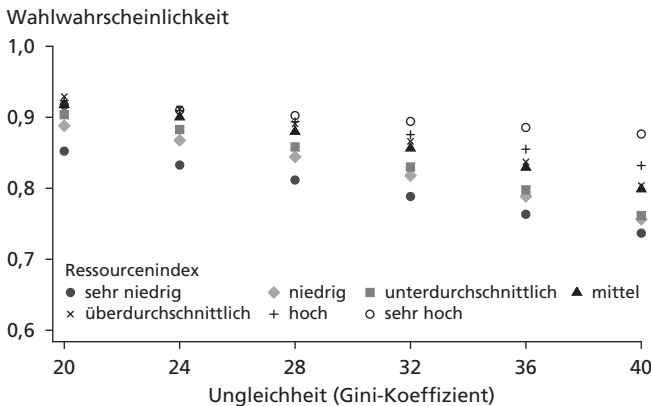 Wahlwahrscheinlichkeit
1,0
0,9
0,8
0,7
0,6
Ressourcenindex
sehr niedrig niedrig unterdurchschnittlich mittel
überdurchschnittlich hoch sehr hoch
20 24 28 32 36 40
Ungleichheit (Gini-Koeffizient)